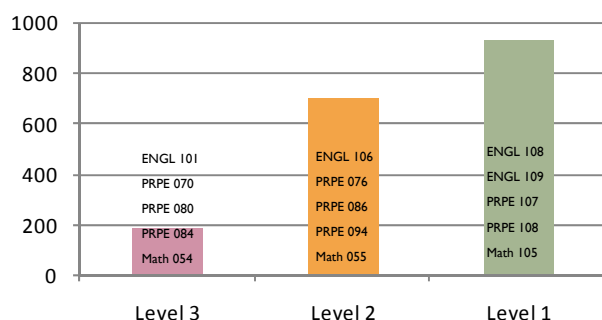 1000
800
600
400
200
0
ENGL 101
PRPE 070
PRPE 080
PRPE 084
Math 054
ENGL 106
PRPE 076
PRPE 086
PRPE 094
Math 055
ENGL 108
ENGL 109
PRPE 107
PRPE 108
Math 105
Level 3
Level 2
Level 1